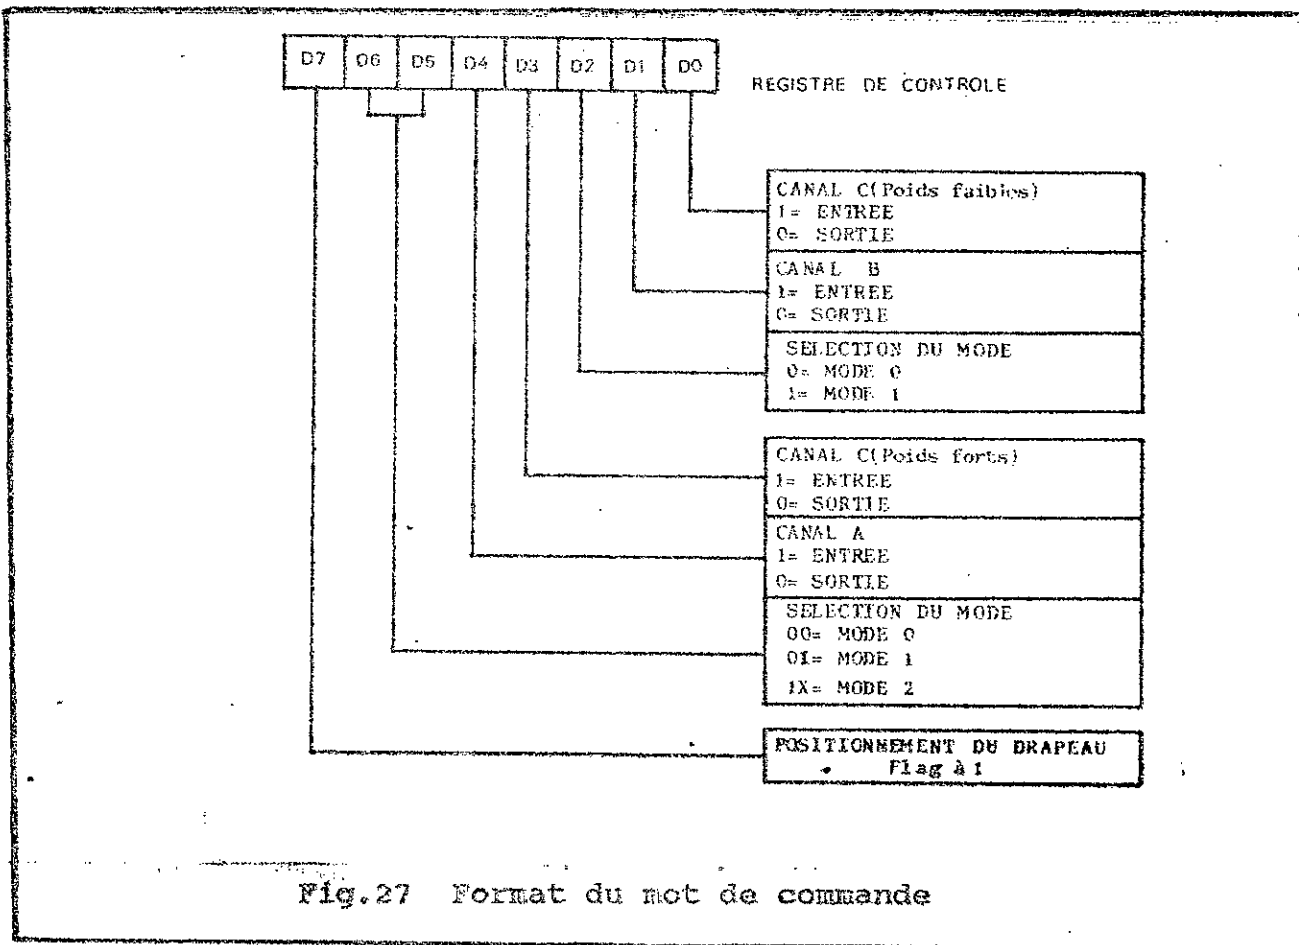 D7 D6 D5 D4 D3 D2 D1 D0
REGISTRE DE CONTROLE
CANAL C(Poids faibles)
1= ENTREE
0= SORTIE
CANAL B
1= ENTREE
0= SORTIE
SELECTION DU MODE
0= MODE 0
1= MODE 1
CANAL C(Poids forts)
1= ENTREE
0= SORTIE
CANAL A
1= ENTREE
0= SORTIE
SELECTION DU MODE
00= MODE 0
01= MODE 1
1X= MODE 2
POSITIONNEMENT DU DRAPEAU
Flag à 1
Fig.27 Format du mot de commande